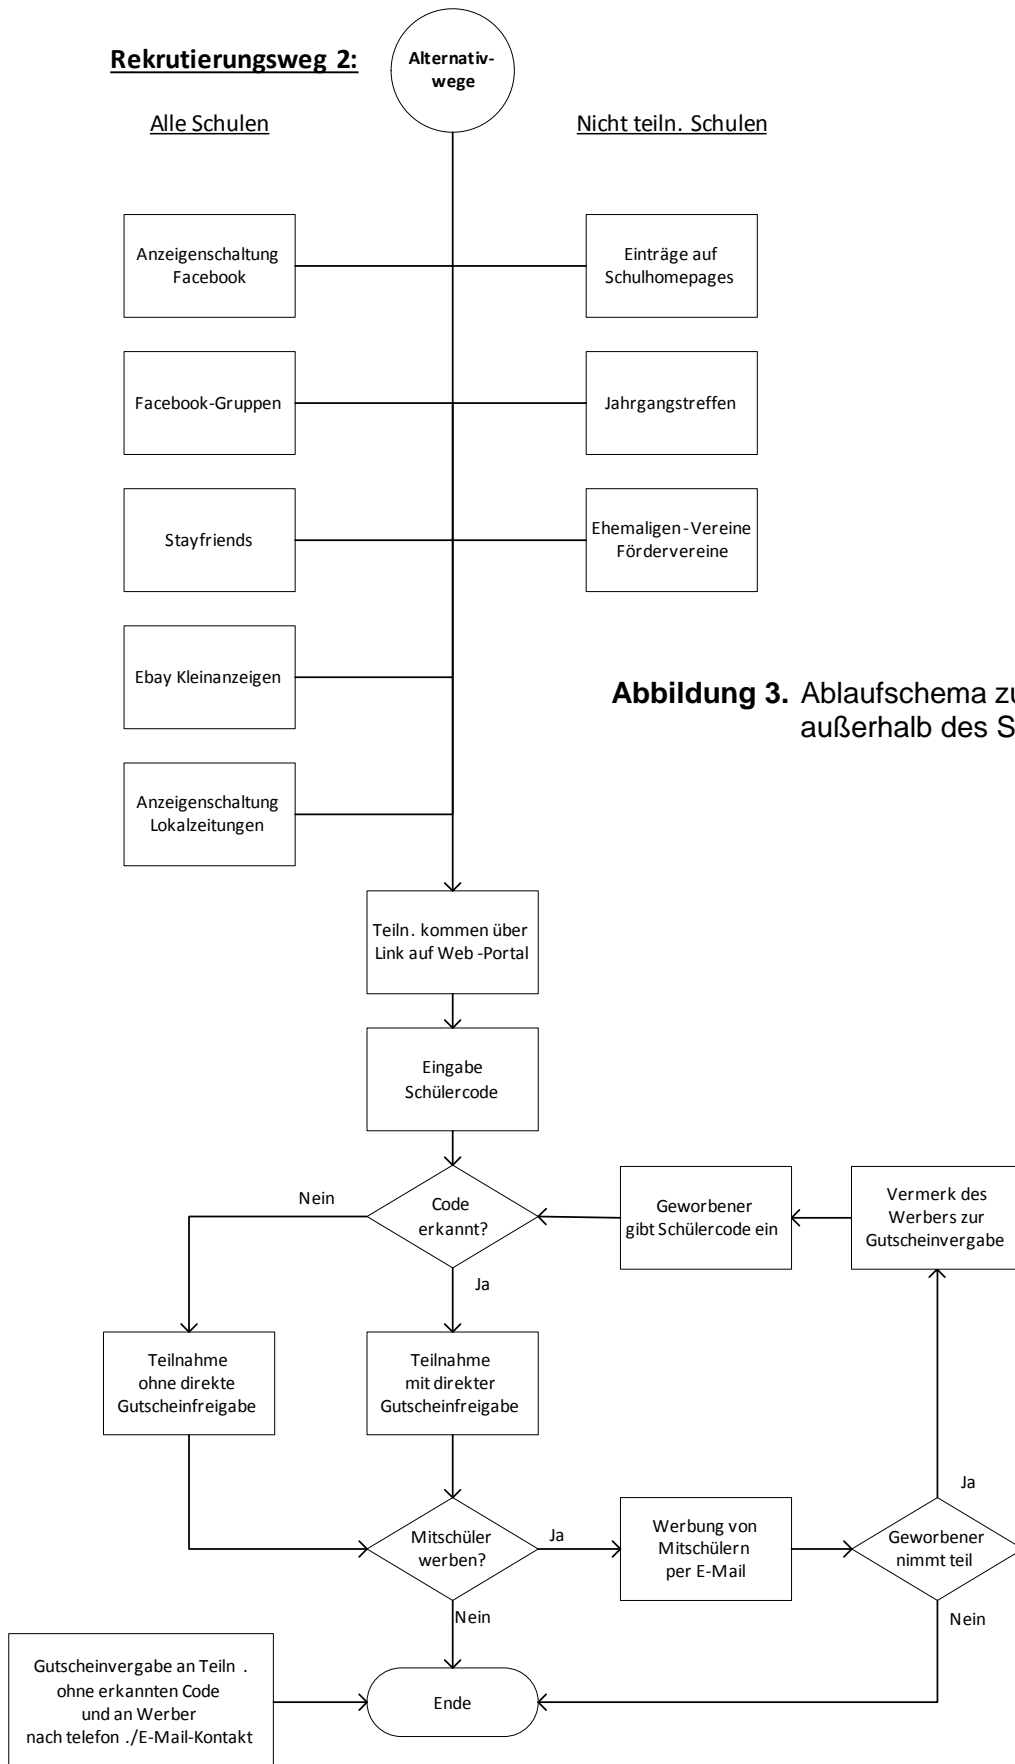 Rekrutierungsweg 2:
Alternativ-
wege
Alle Schulen
Nicht teiln. Schulen
Anzeigenschaltung
Facebook
Einträge auf
Schulhomepages
Facebook-Gruppen
Jahrgangstreffen
Stayfriends
Ehemaligen-Vereine
Fördervereine
Ebay Kleinanzeigen
Abbildung 3. Ablaufschema zu
außerhalb des S
Anzeigenschaltung
Lokalzeitungen
Teiln. kommen über
Link auf Web-Portal
Eingabe
Schülercode
Nein
Code
erkannt?
Ja
Geworbener
gibt Schülercode ein
Vermerk des
Werbers zur
Gutscheinvergabe
Teilnahme
ohne direkte
Gutscheinfreigabe
Teilnahme
mit direkter
Gutscheinfreigabe
Mitschüler
werben?
Ja
Nein
Werbung von
Mitschülern
per E-Mail
Ja
Geworbener
nimmt teil
Nein
Gutscheinvergabe an Teiln.
ohne erkannten Code
und an Werber
nach telefon./E-Mail-Kontakt
Ende